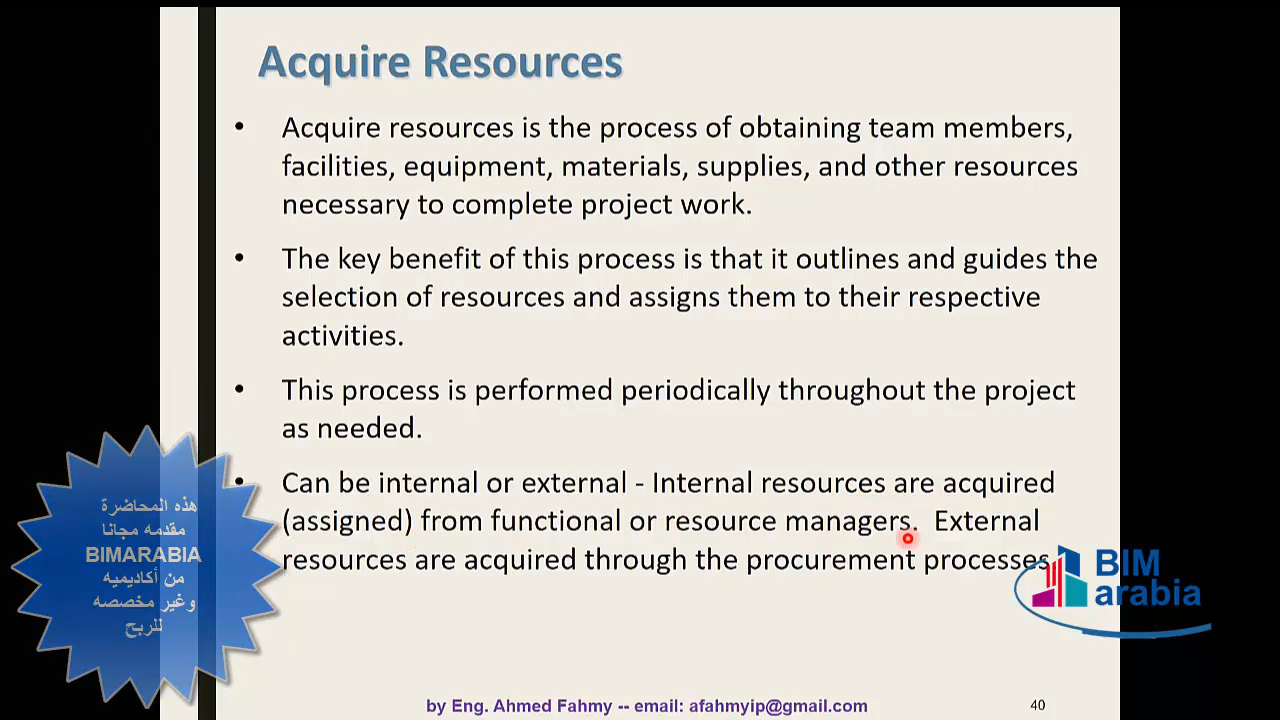 Acquire Resources
• Acquire resources is the process of obtaining team members,
facilities, equipment, materials, supplies, and other resources
necessary to complete project work.
• The key benefit of this process is that it outlines and guides the
selection of resources and assigns them to their respective
activities.
• This process is performed periodically throughout the project
as needed.
• Can be internal or external - Internal resources are acquired
(assigned) from functional or resource managers.  External
resources are acquired through the procurement processes.
هذه المحاضرة
مقدمه مجانا
BIMARABIA
من أكاديميه
وغير مخصصه
للربح
BIM
arabia
by Eng. Ahmed Fahmy -- email: afahmyip@gmail.com
40